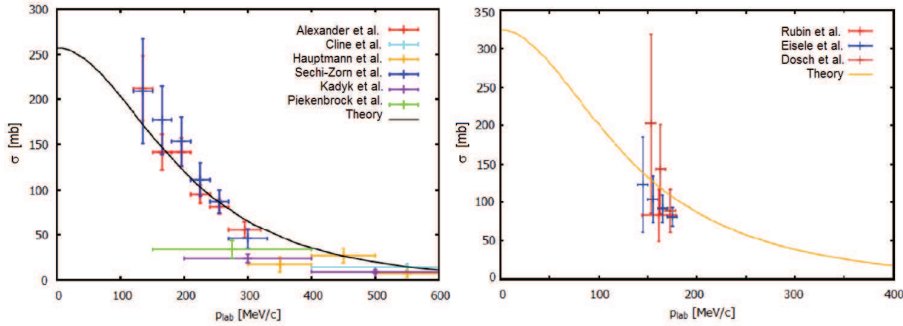 300
250
200
150
100
50
0
σ [mb]
0 100 200 300 400 500 600
plab [MeV/c]
Alexander et al.
Cline et al.
Hauptmann et al.
Sechi-Zorn et al.
Kadyk et al.
Piekenbrock et al.
Theory
350
300
250
200
150
100
50
0
σ [mb]
0 100 200 300 400
plab [MeV/c]
Rubin et al.
Eisele et al.
Dosch et al.
Theory